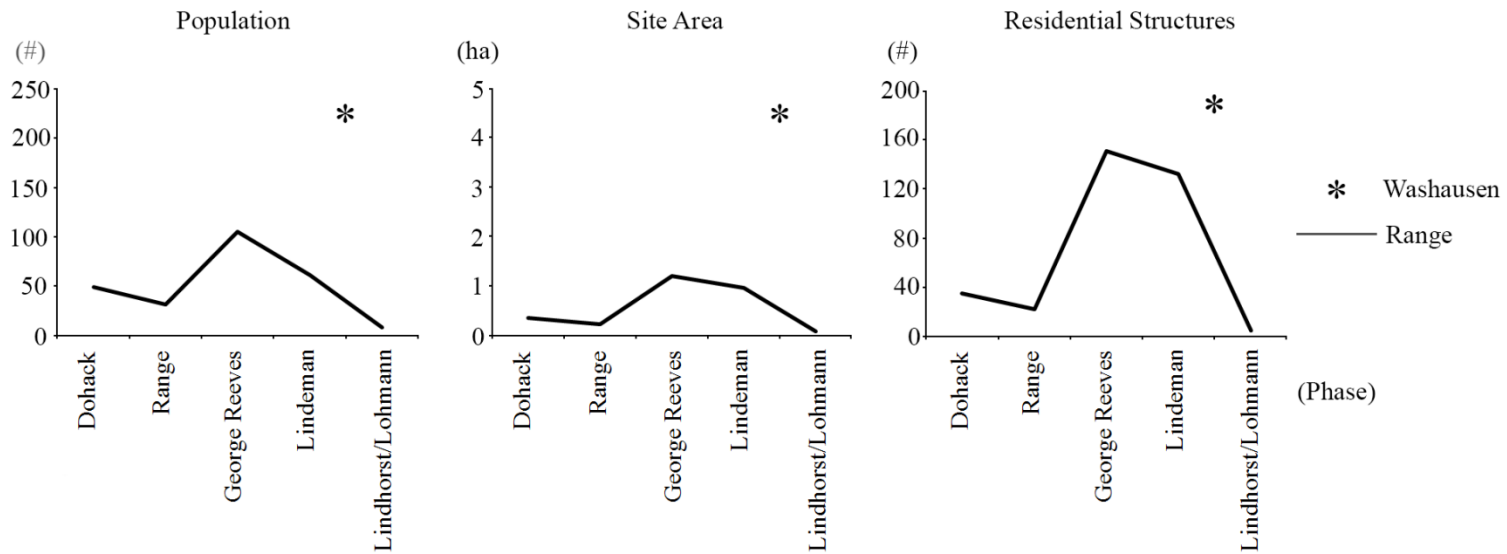 Population
(#)
250
200
150
100
50
0
Dohack
Range
George Reeves
Lindeman
Lindhorst/Lohmann
Site Area
(ha)
5
4
3
2
1
0
Dohack
Range
George Reeves
Lindeman
Lindhorst/Lohmann
Residential Structures
(#)
200
160
120
80
40
0
Dohack
Range
George Reeves
Lindeman
Lindhorst/Lohmann
* Washausen
Range
(Phase)